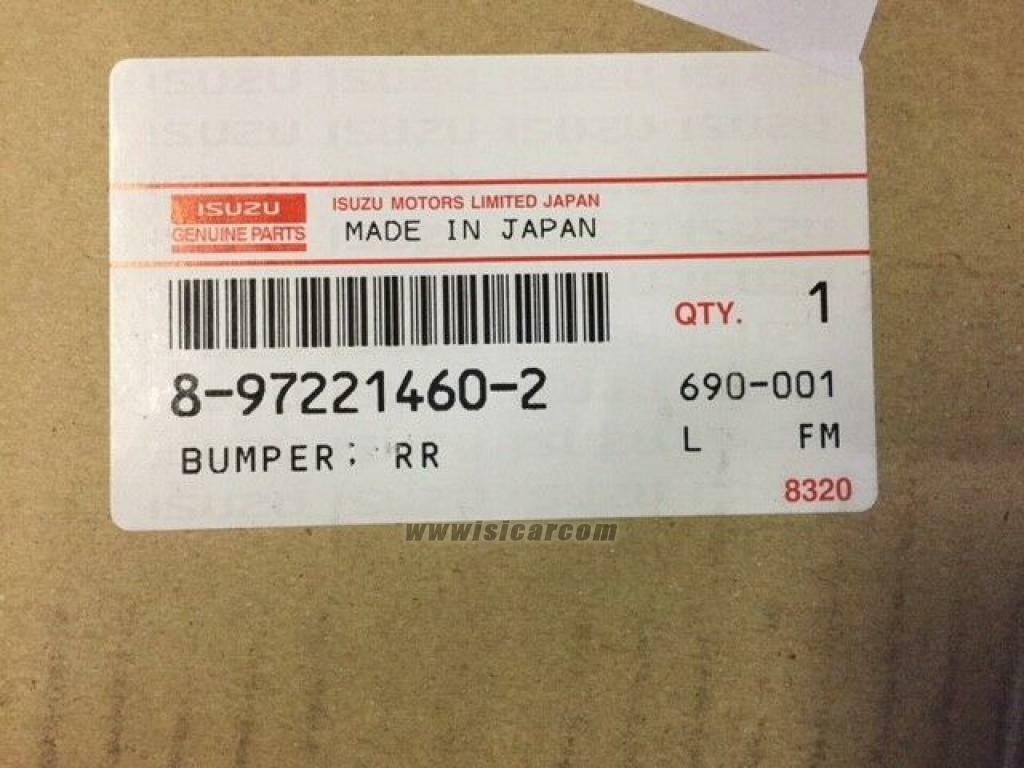 ISUZU
GENUINE PARTS
ISUZU MOTORS LIMITED JAPAN
MADE IN JAPAN
QTY. 1
8-97221460-2
690-001
BUMPER; RR
L FM
8320
wwwisicarcom